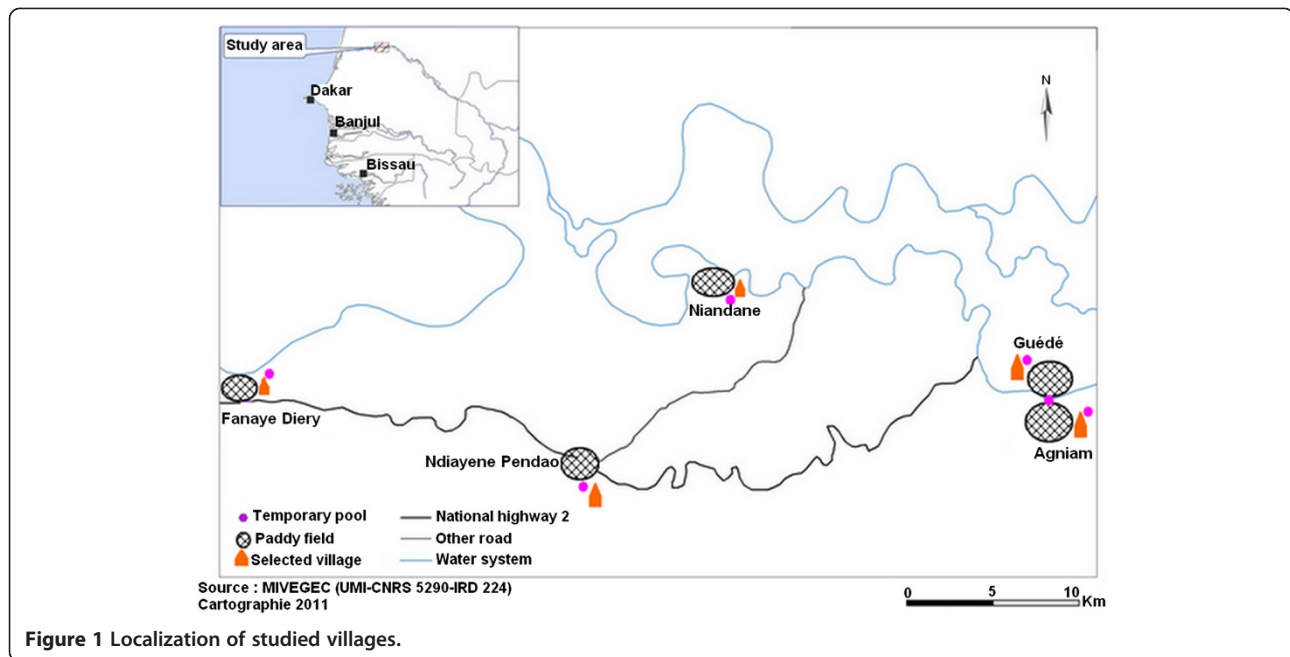 Study area
Dakar
Banjul
Bissau
N
Niandane
Guédé
Fanaye Diery
Agniam
Ndiayene Pendao
Temporary pool
National highway 2
Paddy field
Other road
Selected village
Water system
Source : MIVEGEC (UMI-CNRS 5290-IRD 224)
Cartographie 2011
0 5 10 Km
Figure 1 Localization of studied villages.